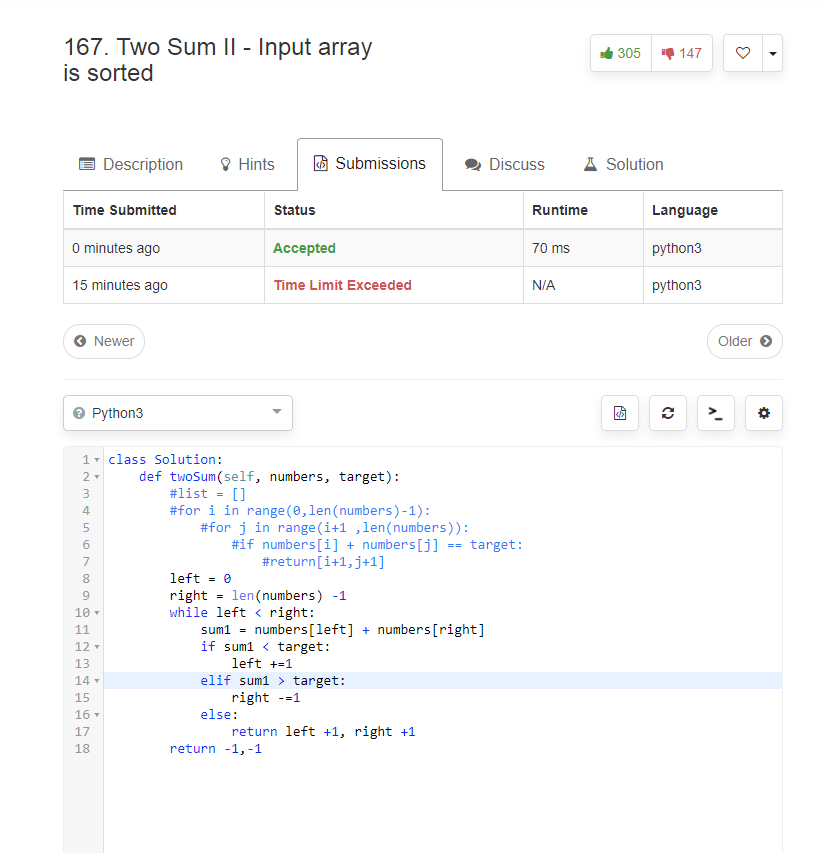 167. Two Sum II - Input array
is sorted
305 147
Description Hints Submissions Discuss Solution
Time Submitted Status Runtime Language
0 minutes ago Accepted 70 ms python3
15 minutes ago Time Limit Exceeded N/A python3
Newer Older
Python3
1 class Solution:
2     def twoSum(self, numbers, target):
3         #list = []
4         #for i in range(0,len(numbers)-1):
5             #for j in range(i+1 ,len(numbers)):
6                 #if numbers[i] + numbers[j] == target:
7                     #return[i+1,j+1]
8         left = 0
9         right = len(numbers) -1
10         while left < right:
11             sum1 = numbers[left] + numbers[right]
12             if sum1 < target:
13                 left +=1
14             elif sum1 > target:
15                 right -=1
16             else:
17                 return left +1, right +1
18         return -1,-1